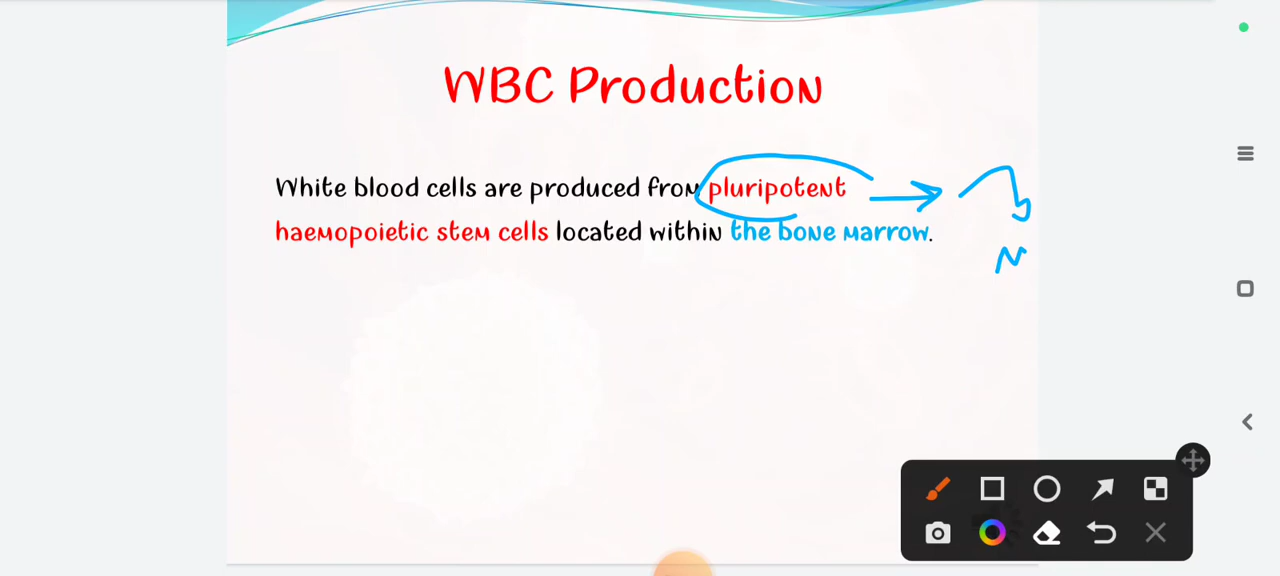 WBC Production
White blood cells are produced from pluripotent
haemopoietic stem cells located within the bone marrow.
N